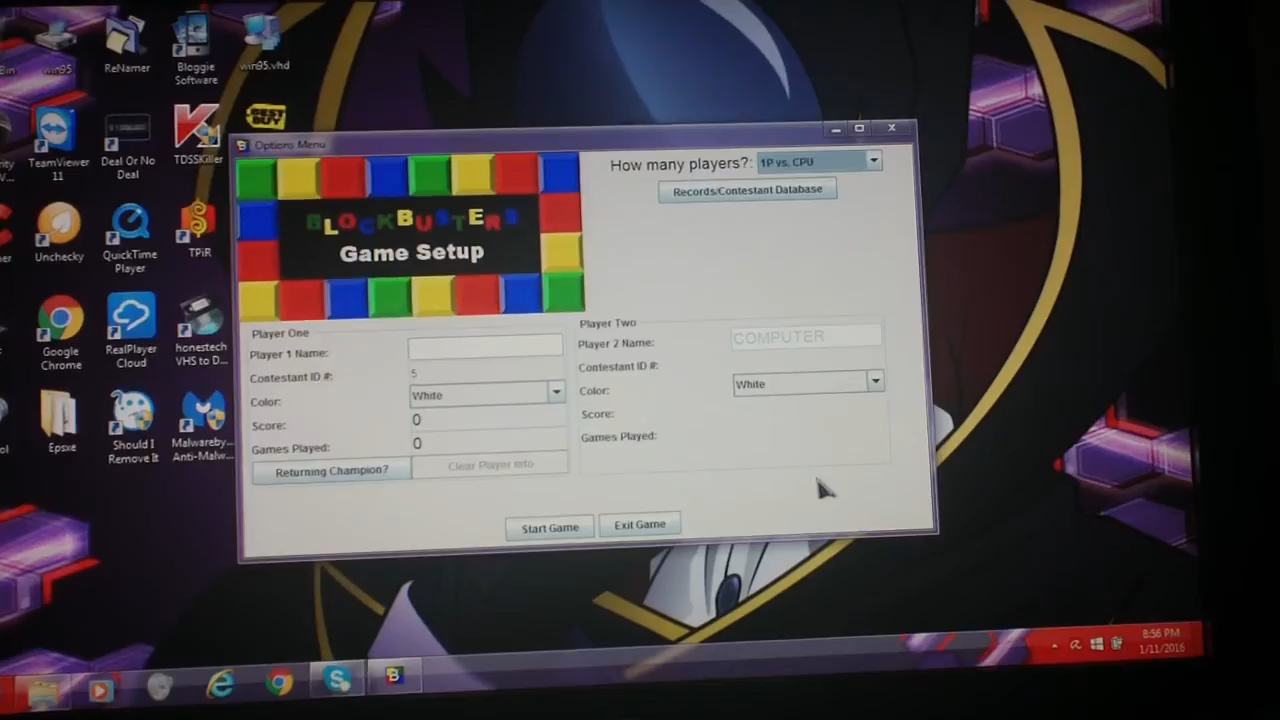 win95
ReNamer
Bloggie
Software
win95.vhd
BEST
BUY
TeamViewer
11
Deal Or No
Deal
TDSSKiller
Unchecky
QuickTime
Player
TPiR
Google
Chrome
RealPlayer
Cloud
honestech
VHS to D...
Epsxe
Should I
Remove It
Malwareby...
Anti-Malw...
Options Menu
BLOCKBUSTERS
Game Setup
How many players?: 1P vs. CPU
Records/Contestant Database
Player One
Player 1 Name:
Contestant ID #: 5
Color: White
Score: 0
Games Played: 0
Returning Champion? Clear Player Info
Player Two
Player 2 Name: COMPUTER
Contestant ID #:
Color: White
Score:
Games Played:
Start Game Exit Game
8:56 PM
1/11/2016